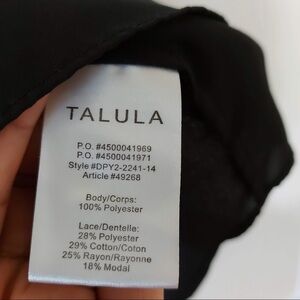 TALULA
P.O. #4500041969
P.O. #4500041971
Style #DPY2-2241-14
Article #49268
Body/Corps:
100% Polyester
Lace/Dentelle:
28% Polyester
29% Cotton/Coton
25% Rayon/Rayonne
18% Modal